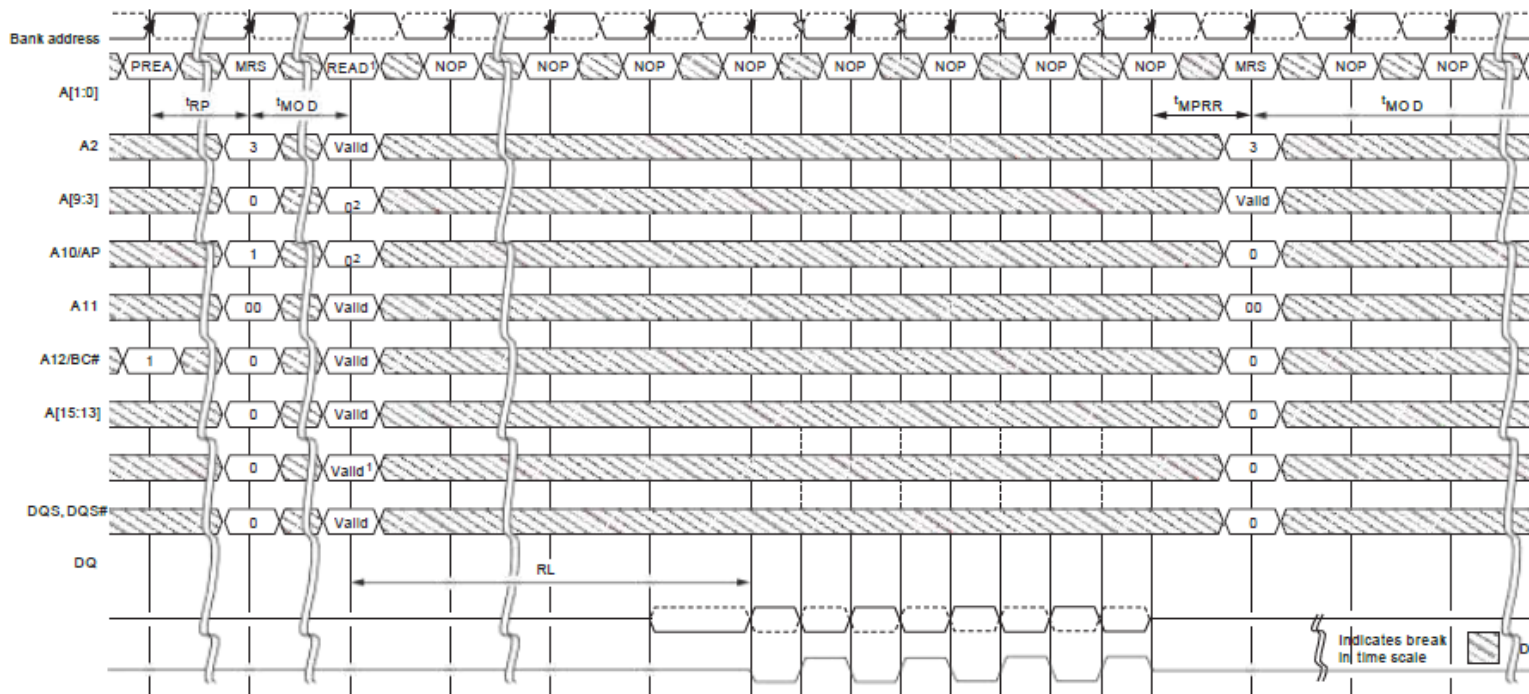 Bank address
PREA MRS READ1 NOP NOP NOP NOP NOP NOP NOP NOP MRS NOP NOP
A[1:0]
tRP tMOD tMPRR tMOD
A2 3 Valid 3
A[9:3] 0 02 Valid
A10/AP 1 02 0
A11 00 Valid 00
A12/BC# 1 0 Valid 0
A[15:13] 0 Valid 0
0 Valid1 0
DQS, DQS# 0 Valid 0
DQ
RL
Indicates break
in time scale
D